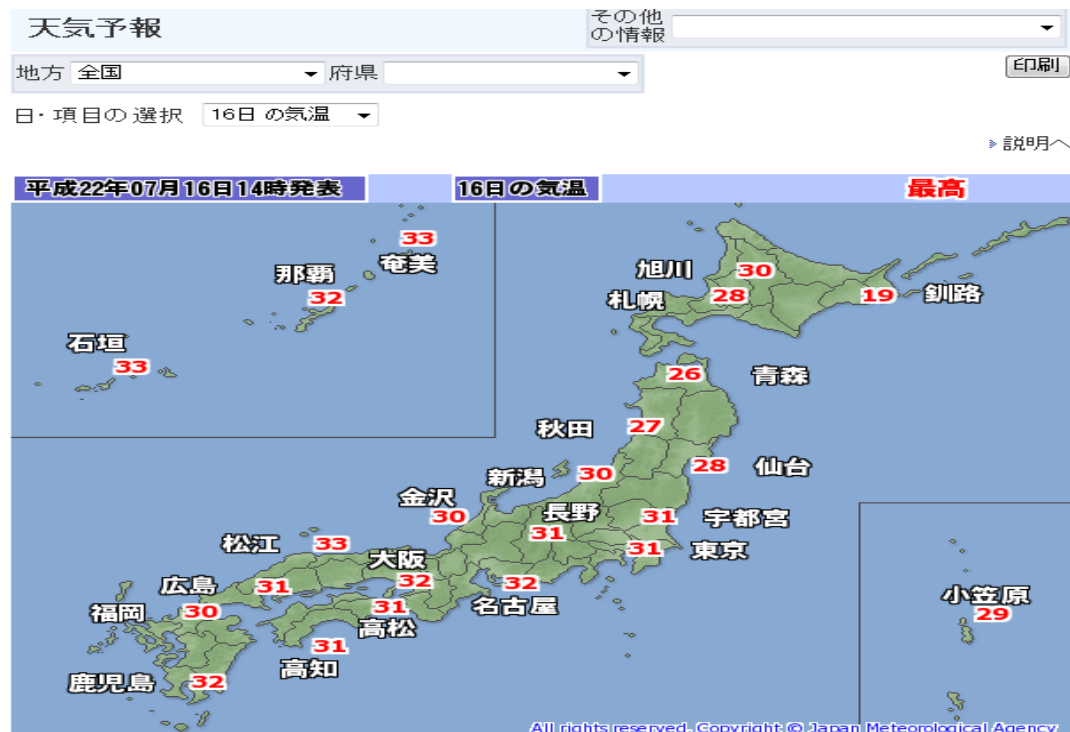 天気予報
その他
の情報
地方 全国 府県
印刷
日・項目の選択 16日 の気温
説明へ
平成22年07月16日14時発表 16日の気温 最高
33
奄美
那覇
32
石垣
33
旭川 30
札幌 28
19 釧路
26 青森
秋田 27
28 仙台
新潟 30
金沢
30
長野
31
31 宇都宮
31 東京
松江 33
大阪
32
32
名古屋
広島 31
福岡 30
31
高松
31
高知
鹿児島 32
小笠原
29
All rights reserved. Copyright © Japan Meteorological Agency